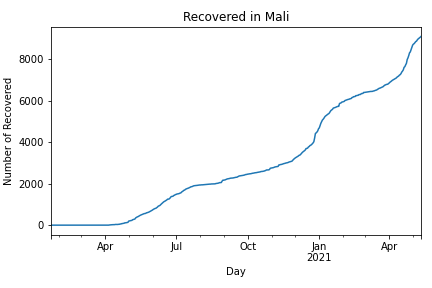 Recovered in Mali
Number of Recovered
8000
6000
4000
2000
0
Apr
Jul
Oct
Jan
2021
Apr
Day